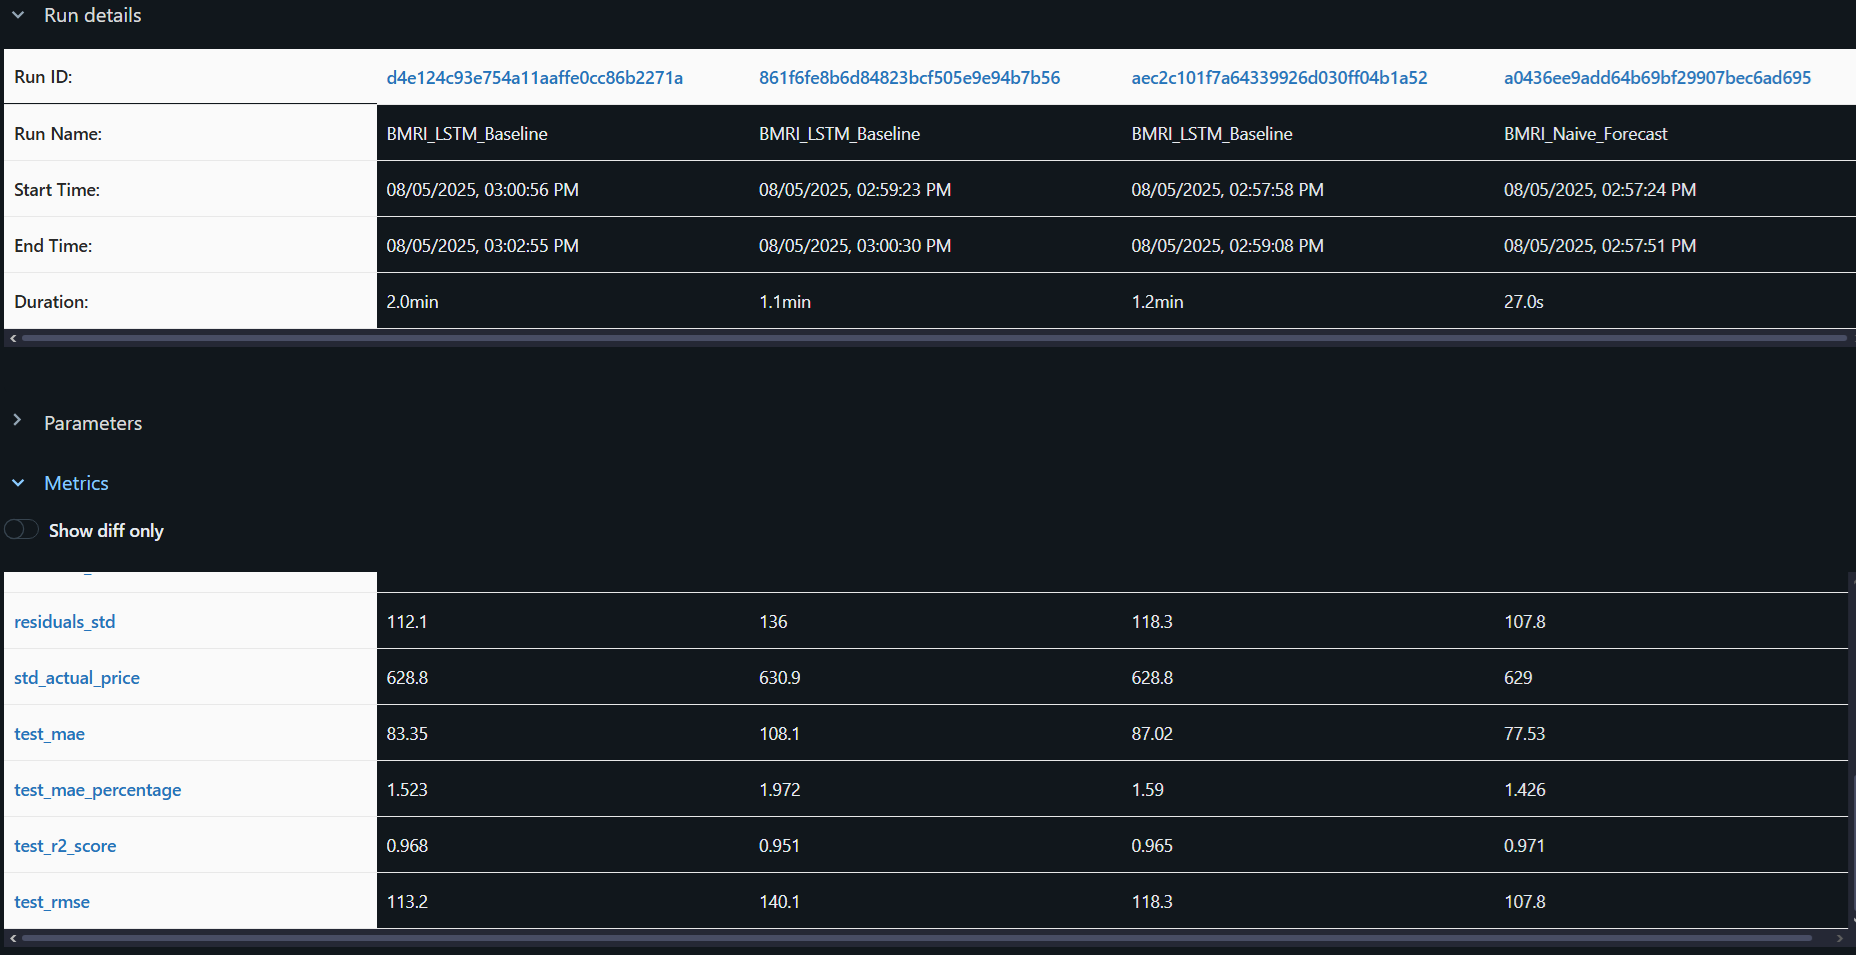 Run details
Run ID: d4e124c93e754a11aaffe0cc86b2271a 861f6fe8b6d84823bcf505e9e94b7b56 aec2c101f7a64339926d030ff04b1a52 a0436ee9add64b69bf29907bec6ad695
Run Name: BMRI_LSTM_Baseline BMRI_LSTM_Baseline BMRI_LSTM_Baseline BMRI_Naive_Forecast
Start Time: 08/05/2025, 03:00:56 PM 08/05/2025, 02:59:23 PM 08/05/2025, 02:57:58 PM 08/05/2025, 02:57:24 PM
End Time: 08/05/2025, 03:02:55 PM 08/05/2025, 03:00:30 PM 08/05/2025, 02:59:08 PM 08/05/2025, 02:57:51 PM
Duration: 2.0min 1.1min 1.2min 27.0s
Parameters
Metrics
Show diff only
residuals_std 112.1 136 118.3 107.8
std_actual_price 628.8 630.9 628.8 629
test_mae 83.35 108.1 87.02 77.53
test_mae_percentage 1.523 1.972 1.59 1.426
test_r2_score 0.968 0.951 0.965 0.971
test_rmse 113.2 140.1 118.3 107.8